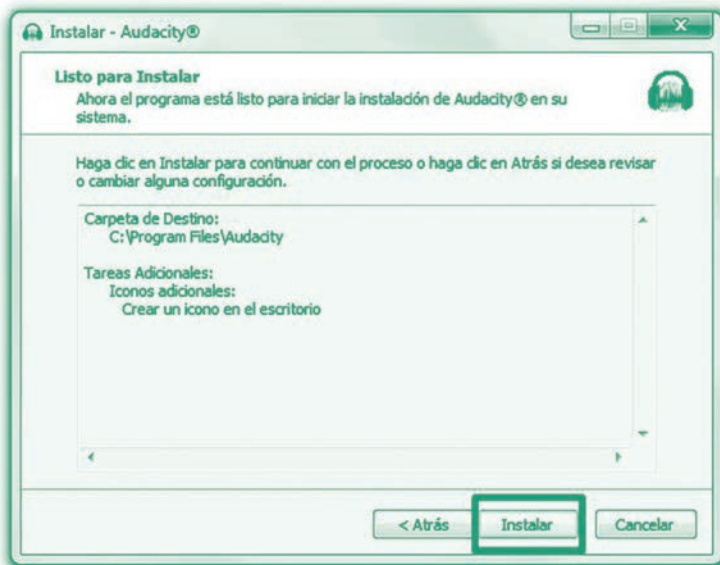 Instalar - Audacity®
Listo para Instalar
Ahora el programa está listo para iniciar la instalación de Audacity® en su
sistema.
Haga clic en Instalar para continuar con el proceso o haga clic en Atrás si desea revisar
o cambiar alguna configuración.
Carpeta de Destino:
C:\Program Files\Audacity
Tareas Adicionales:
Iconos adicionales:
Crear un icono en el escritorio
< Atrás Instalar Cancelar